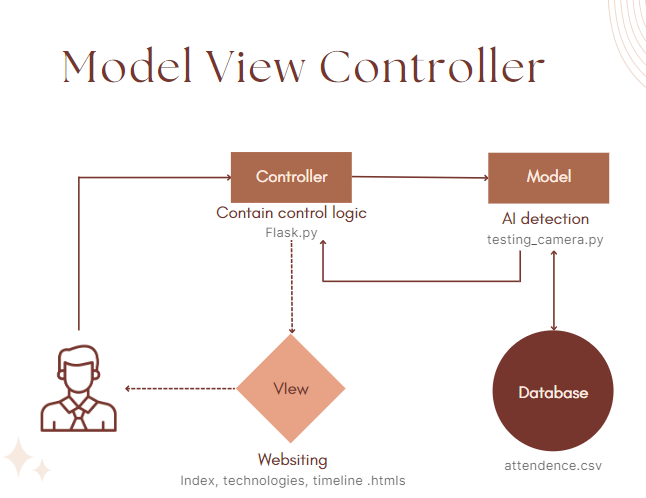 Model View Controller
Controller
Model
Contain control logic
Flask.py
AI detection
testing_camera.py
VIew
Database
Websiting
Index, technologies, timeline .htmls
attendence.csv